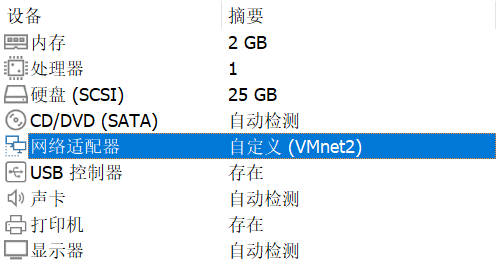 设备 摘要
内存 2 GB
处理器 1
硬盘 (SCSI) 25 GB
CD/DVD (SATA) 自动检测
网络适配器 自定义 (VMnet2)
USB 控制器 存在
声卡 自动检测
打印机 存在
显示器 自动检测